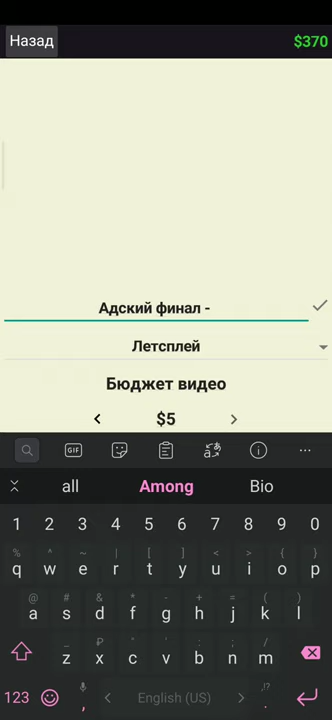 Назад $370
Адский финал -
Летсплей
Бюджет видео
< $5 >
GIF
all Among Bio
1 2 3 4 5 6 7 8 9 0
% ^ ~ | [ ] < > { }
q w e r t y u i o p
@ # & * - + = ( )
a s d f g h j k l
_ ₽ " ' : ; /
z x c v b n m
,!?
123 , < English (US) > .